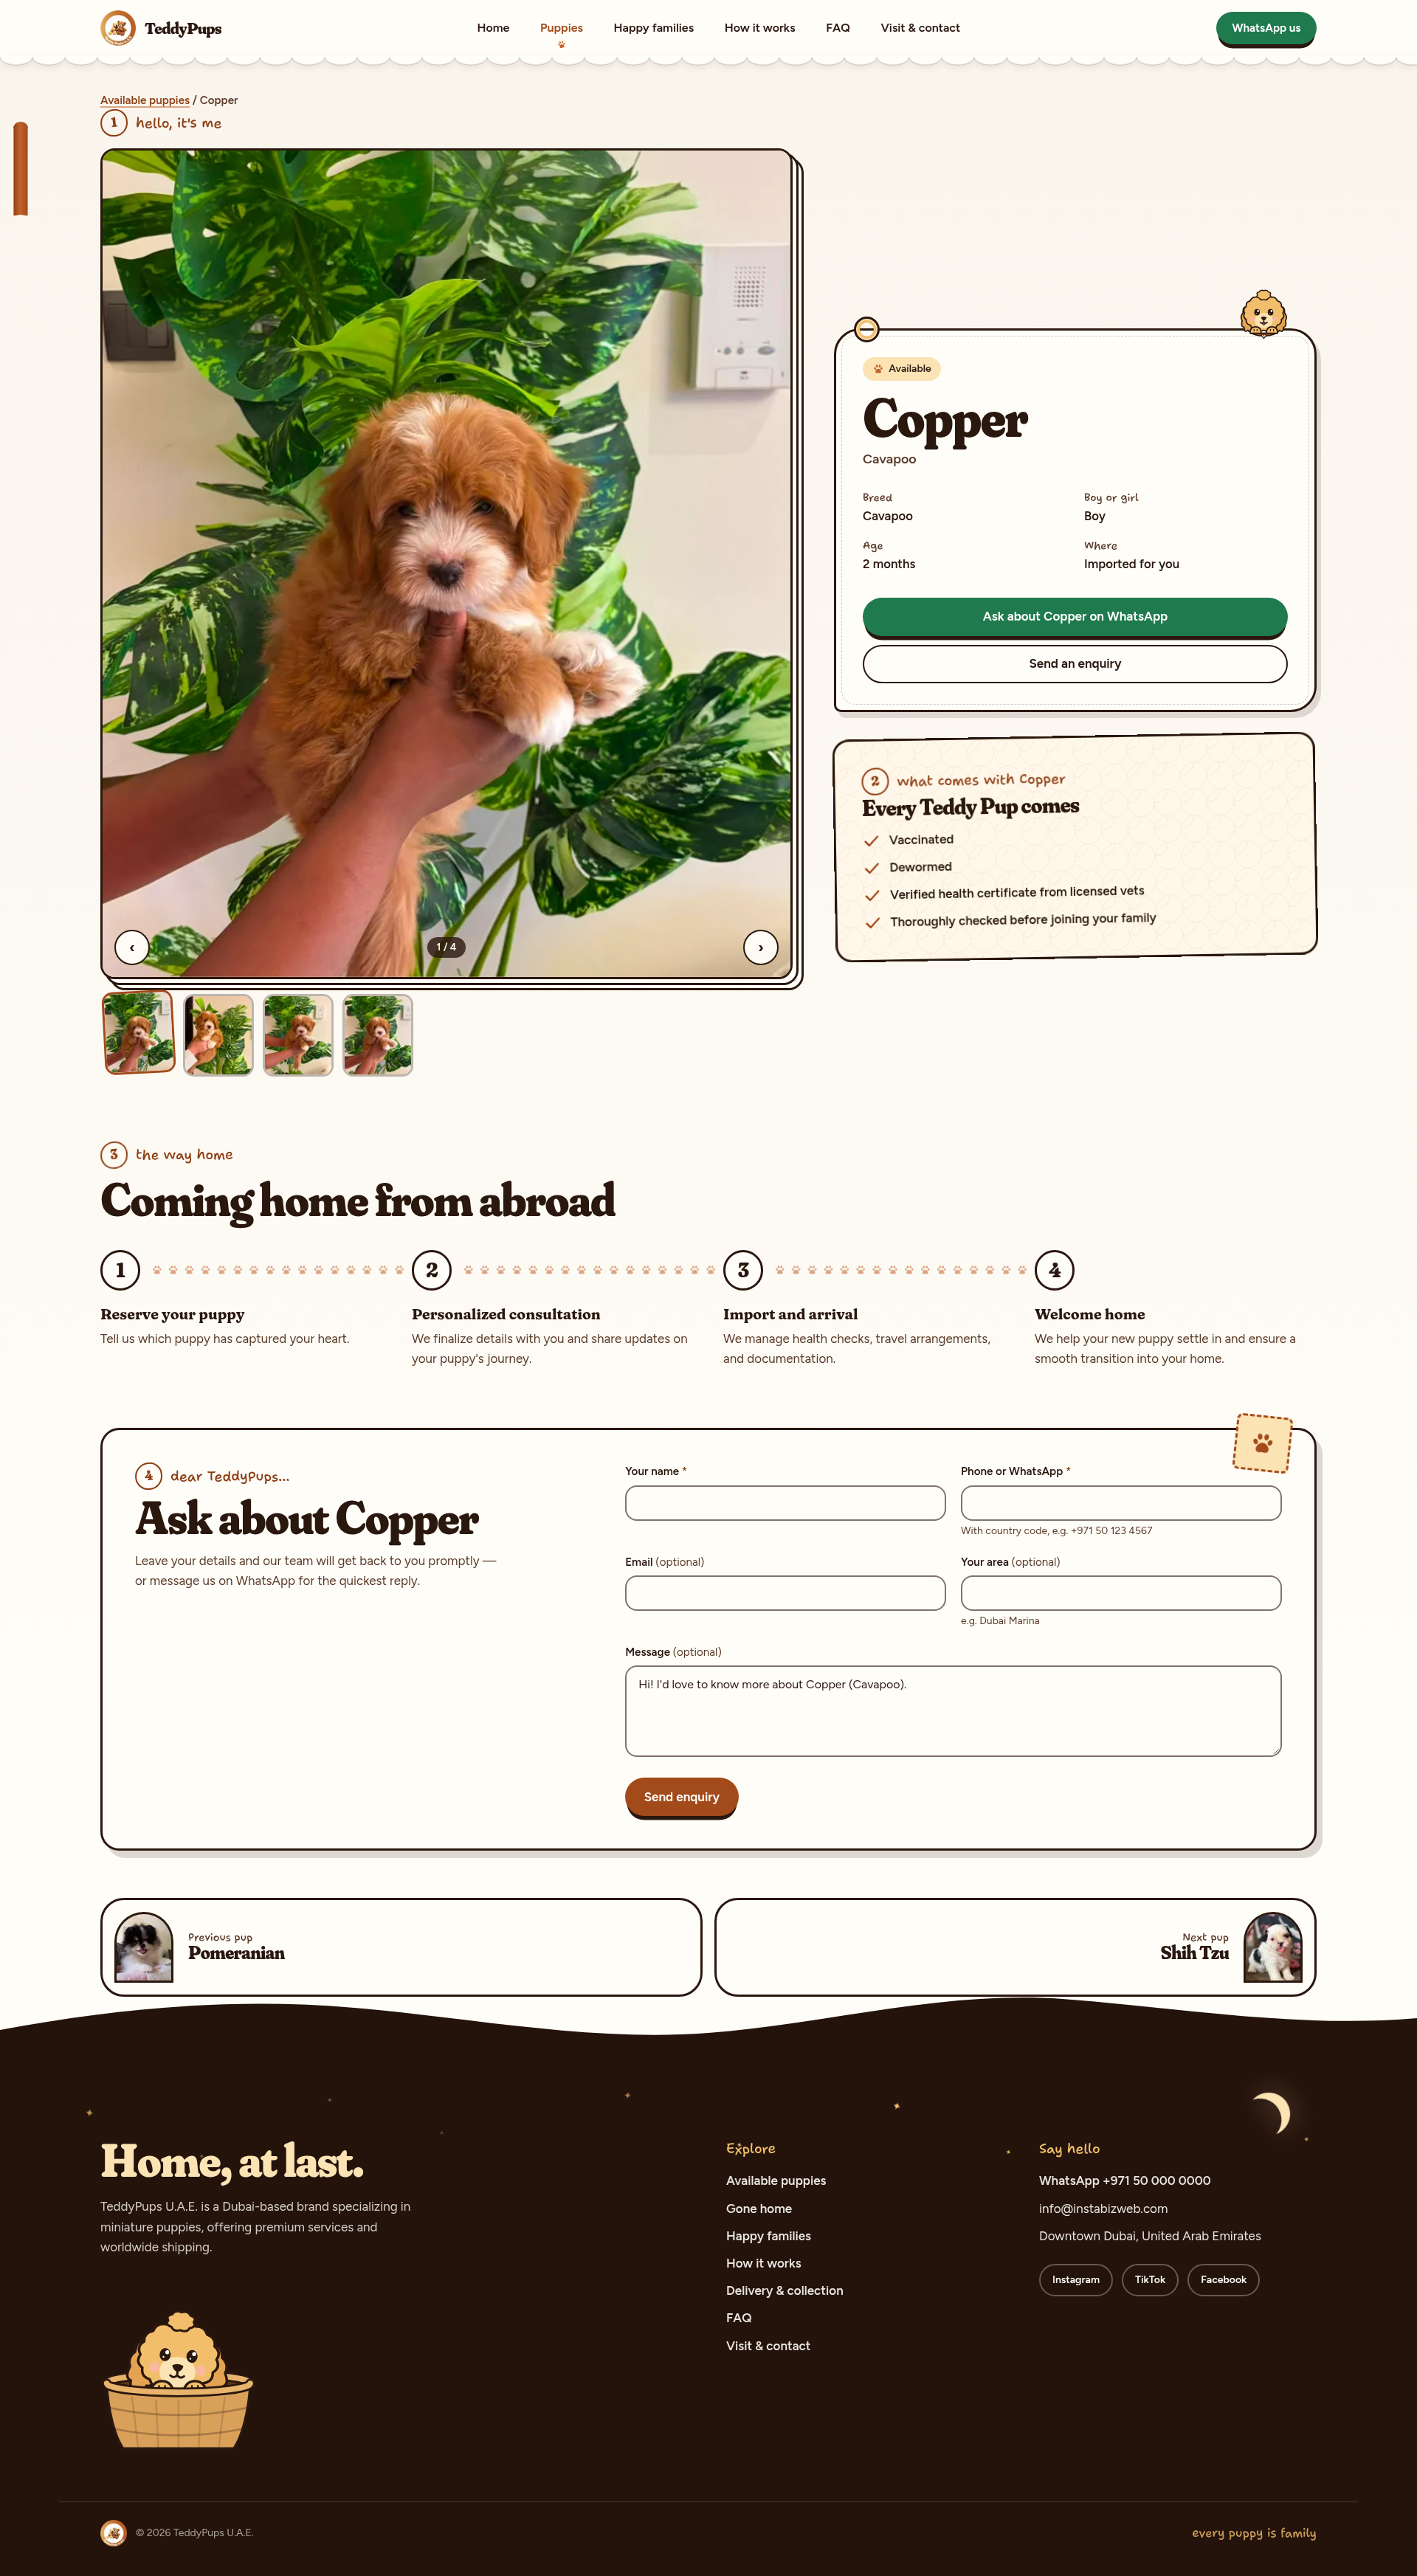 TeddyPups
Home
Puppies
Happy families
How it works
FAQ
Visit & contact
WhatsApp us
Available puppies / Copper
1 hello, it's me
Available
Copper
Cavapoo
Breed
Cavapoo
Boy or girl
Boy
Age
2 months
Where
Imported for you
Ask about Copper on WhatsApp
Send an enquiry
2 what comes with Copper
Every Teddy Pup comes
Vaccinated
Dewormed
Verified health certificate from licensed vets
Thoroughly checked before joining your family
‹
1 / 4
›
3 the way home
Coming home from abroad
1
Reserve your puppy
Tell us which puppy has captured your heart.
2
Personalized consultation
We finalize details with you and share updates on
your puppy's journey.
3
Import and arrival
We manage health checks, travel arrangements,
and documentation.
4
Welcome home
We help your new puppy settle in and ensure a
smooth transition into your home.
4 dear TeddyPups...
Ask about Copper
Leave your details and our team will get back to you promptly —
or message us on WhatsApp for the quickest reply.
Your name *
Phone or WhatsApp *
With country code, e.g. +971 50 123 4567
Email (optional)
Your area (optional)
e.g. Dubai Marina
Message (optional)
Hi! I'd love to know more about Copper (Cavapoo).
Send enquiry
Previous pup
Pomeranian
Next pup
Shih Tzu
Home, at last.
TeddyPups U.A.E. is a Dubai-based brand specializing in
miniature puppies, offering premium services and
worldwide shipping.
Explore
Available puppies
Gone home
Happy families
How it works
Delivery & collection
FAQ
Visit & contact
Say hello
WhatsApp +971 50 000 0000
info@instabizweb.com
Downtown Dubai, United Arab Emirates
Instagram
TikTok
Facebook
© 2026 TeddyPups U.A.E.
every puppy is family